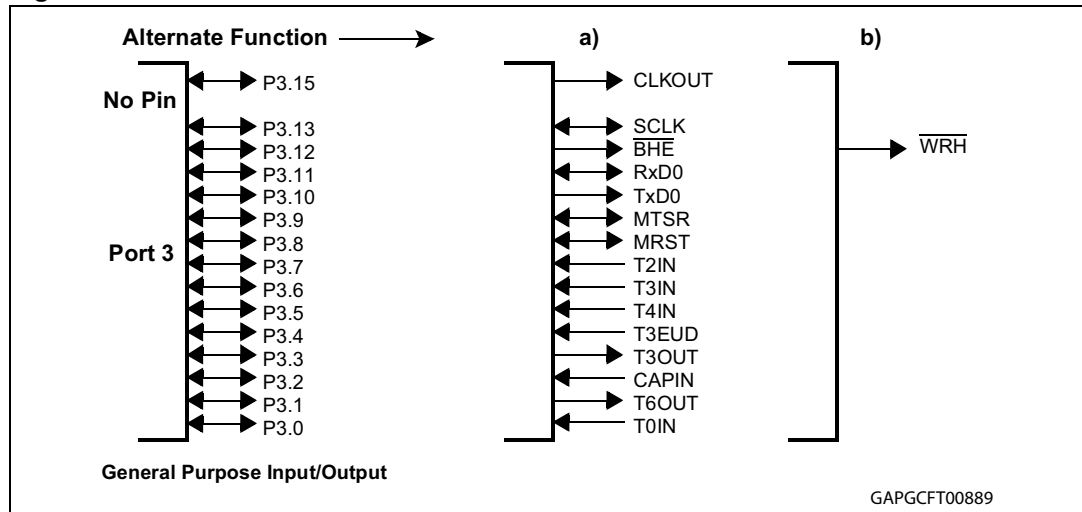 Alternate Function a) b)
P3.15 CLKOUT
No Pin
P3.13 SCLK
P3.12 BHE WRH
P3.11 RxD0
P3.10 TxD0
P3.9 MTSR
P3.8 MRST
Port 3
P3.7 T2IN
P3.6 T3IN
P3.5 T4IN
P3.4 T3EUD
P3.3 T3OUT
P3.2 CAPIN
P3.1 T6OUT
P3.0 T0IN
General Purpose Input/Output
GAPGCFT00889